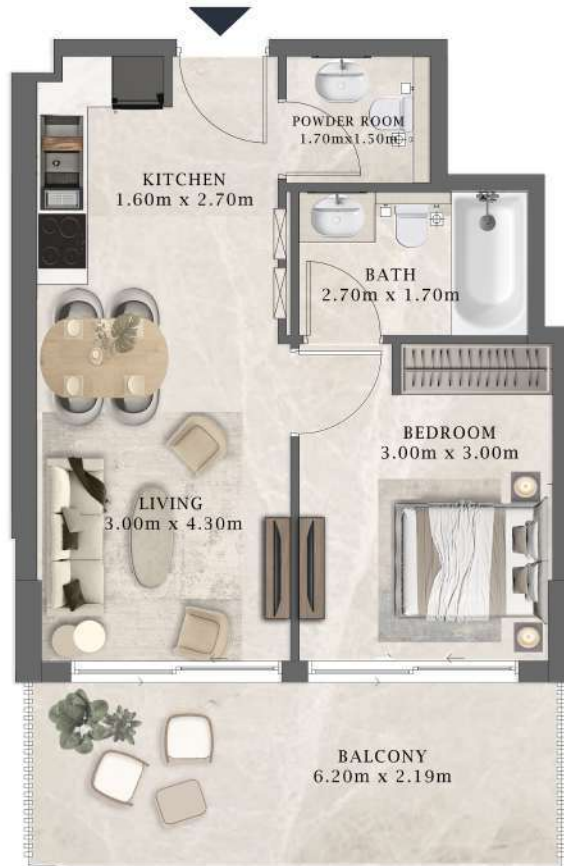 POWDER ROOM
1.70mx1.50m
KITCHEN
1.60m x 2.70m
BATH
2.70m x 1.70m
BEDROOM
3.00m x 3.00m
LIVING
3.00m x 4.30m
BALCONY
6.20m x 2.19m